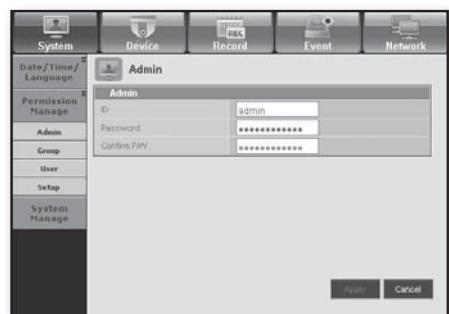 System Device Record Event Network
REC
Date/Time/
Language
Admin
Permission
Manage
Admin
ID admin
Password ************
Confirm PW ************
Admin
Group
User
Setup
System
Manage
Apply Cancel